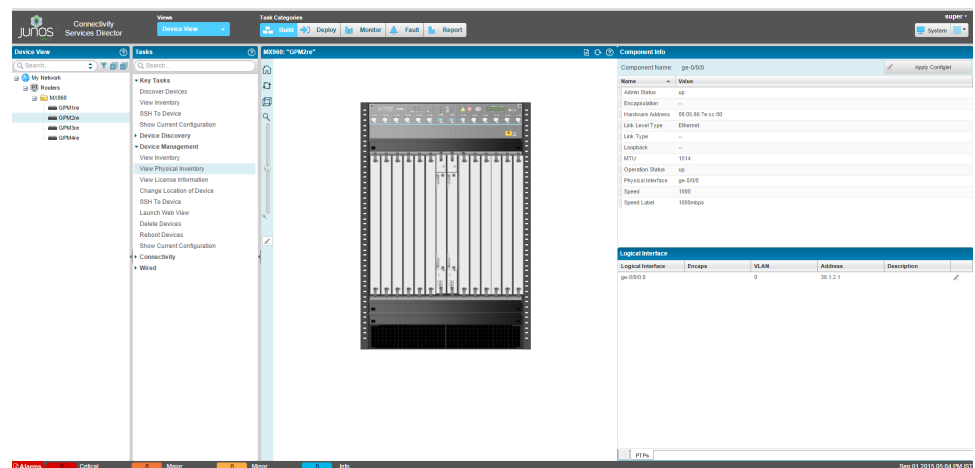 JUNOS
Connectivity
Services Director
Views
Device View
Task Categories
Build
Deploy
Monitor
Fault
Report
super
System
Device View
Search...
My Network
Routers
MX960
GPM1re
GPM2re
GPM3re
GPM4re
Tasks
Search...
Key Tasks
Discover Devices
View Inventory
SSH To Device
Show Current Configuration
Device Discovery
Device Management
View Inventory
View Physical Inventory
View License Information
Change Location of Device
SSH To Device
Launch Web View
Delete Devices
Reboot Devices
Show Current Configuration
Connectivity
Wired
MX960: "GPM2re"
Component Info
Component Name: ge-0/0/0
Apply Configlet
Name Value
Admin Status up
Encapsulation --
Hardware Address 80:05:86:7e:cc:00
Link Level Type Ethernet
Link Type --
Loopback --
MTU 1514
Operation Status up
Physical Interface ge-0/0/0
Speed 1000
Speed Label 1000mbps
Logical Interface
Logical Interface Encaps VLAN Address Description
ge-0/0/0.0 0 30.1.2.1
PTPs
Alarms 0 Critical 0 Major 0 Minor 0 Info
Sep 01 2015 05:04 PM IST